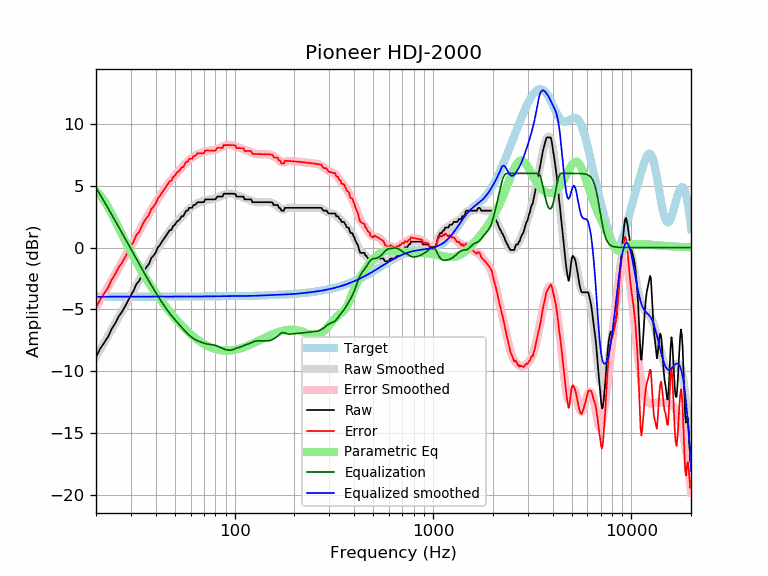 Pioneer HDJ-2000
Amplitude (dBr)
10
5
0
−5
−10
−15
−20
Target
Raw Smoothed
Error Smoothed
Raw
Error
Parametric Eq
Equalization
Equalized smoothed
100
1000
10000
Frequency (Hz)